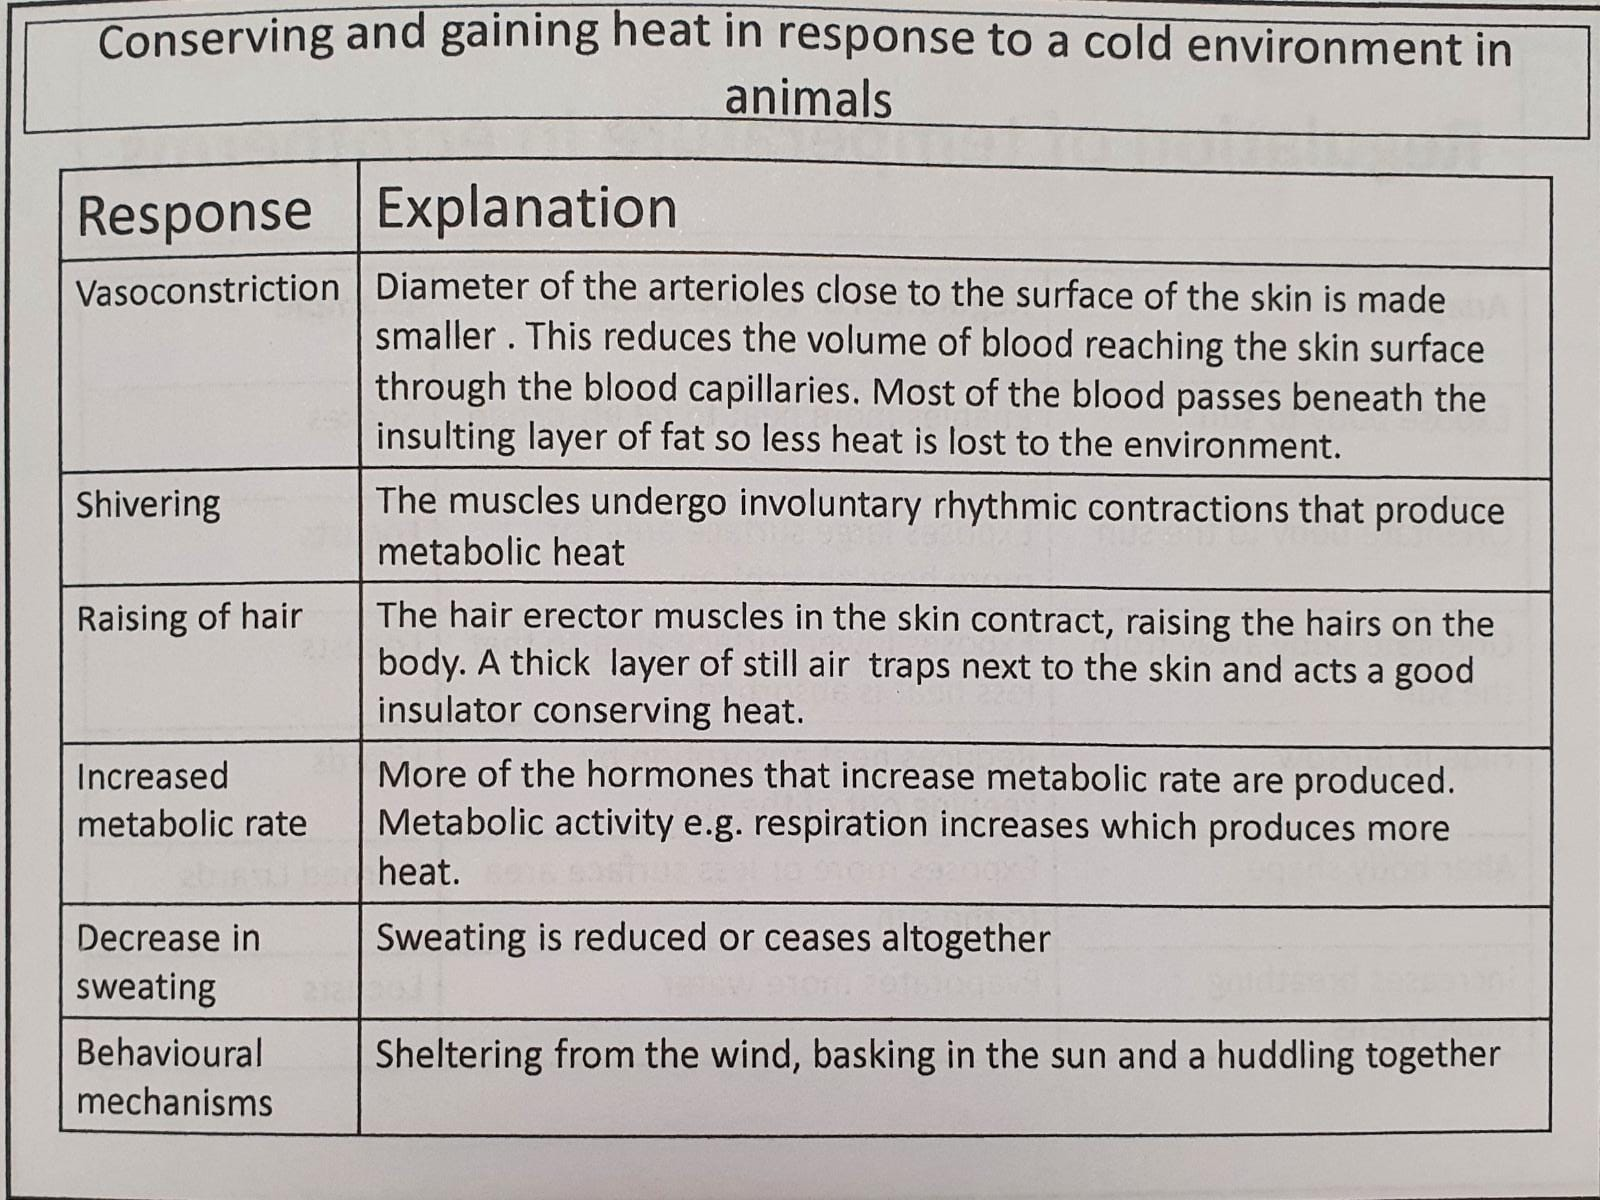 Conserving and gaining heat in response to a cold environment in
animals
Response
Explanation
Vasoconstriction
Diameter of the arterioles close to the surface of the skin is made
smaller . This reduces the volume of blood reaching the skin surface
through the blood capillaries. Most of the blood passes beneath the
insulting layer of fat so less heat is lost to the environment.
Shivering
The muscles undergo involuntary rhythmic contractions that produce
metabolic heat
Raising of hair
The hair erector muscles in the skin contract, raising the hairs on the
body. A thick layer of still air traps next to the skin and acts a good
insulator conserving heat.
Increased
metabolic rate
More of the hormones that increase metabolic rate are produced.
Metabolic activity e.g. respiration increases which produces more
heat.
Decrease in
sweating
Sweating is reduced or ceases altogether
Behavioural
mechanisms
Sheltering from the wind, basking in the sun and a huddling together